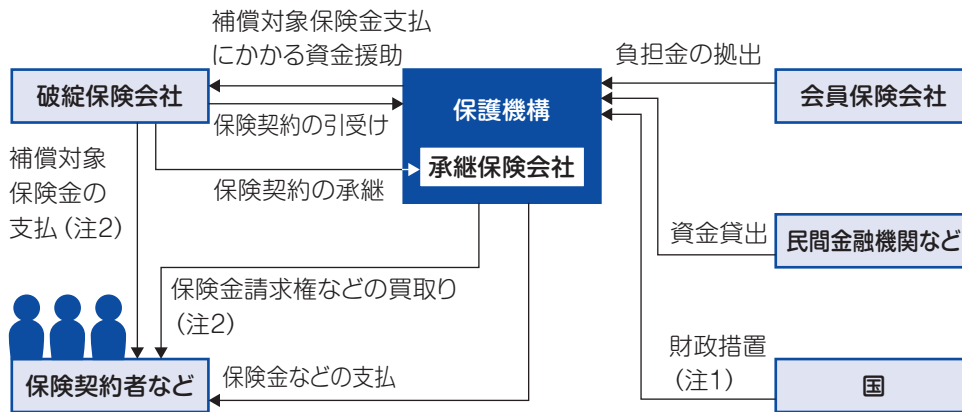 補償対象保険金支払
にかかる資金援助
負担金の拠出
破綻保険会社
保護機構
会員保険会社
保険契約の引受け
補償対象
保険金の
支払（注2）
承継保険会社
保険契約の承継
資金貸出
民間金融機関など
保険金請求権などの買取り
（注2）
財政措置
（注1）
保険契約者など
保険金などの支払
国